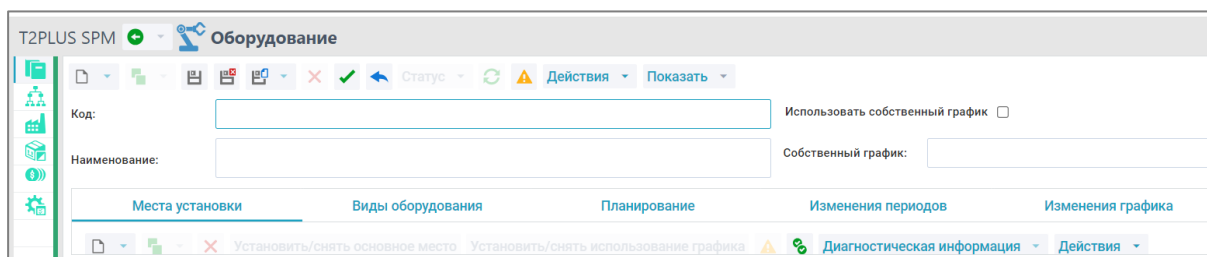 T2PLUS SPM Оборудование
Статус Действия Показать
Код: Использовать собственный график
Наименование: Собственный график:
Места установки Виды оборудования Планирование Изменения периодов Изменения графика
Установить/снять основное место Установить/снять использование графика Диагностическая информация Действия